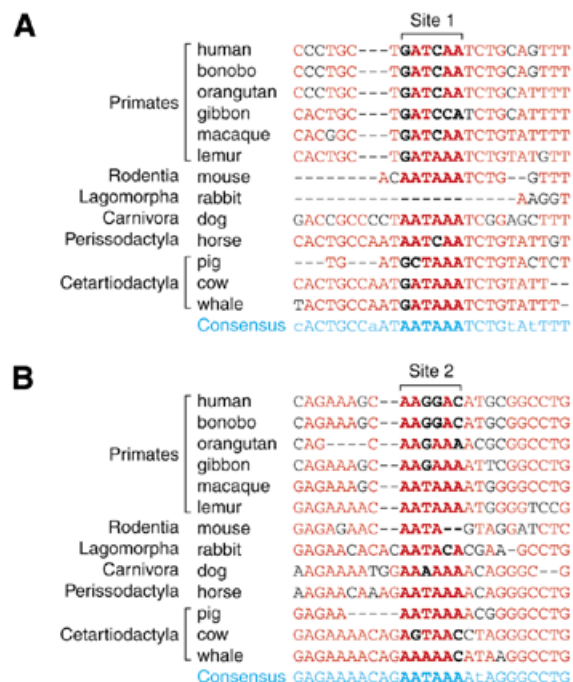 A
Site 1
Primates
human CCCTGC---TGATCAATCTGCAGTTT
bonobo CCCTGC---TGATCAATCTGCAGTTT
orangutan CCCTGC---TGATCAATCTGCATTTT
gibbon CACTGC---TGATCCATCTGCATTTT
macaque CACGGC---TGATCAATCTGTATTTT
lemur CACTGC---TGATAAATCTGTATGTT
Rodentia mouse --------ACAATAAATCTG--GTTT
Lagomorpha rabbit ---------------------AAGGT
Carnivora dog GACCGCCCCTAATAAATCGGAGCTTT
Perissodactyla horse CACTGCCAATAATCAATCTGTATTGT
Cetartiodactyla
pig ---TG---ATGCTAAATCTGTACTCT
cow CACTGCCAATGATAAATCTGTATT--
whale TACTGCCAATGATAAATCTGTATTT-
Consensus cACTGCCaATAATAAATCTGtAtTTT
B
Site 2
Primates
human CAGAAAGC--AAGGACATGCGGCCTG
bonobo CAGAAAGC--AAGGACATGCGGCCTG
orangutan CAG----C--AAGAAAACGCGGCCTG
gibbon CAGAAAGC--AAGAAAATTCGGCCTG
macaque GAGAAAGC--AATAAAATGGGGCCTG
lemur GAGAAAGC--AATAAAATGGGGTCCG
Rodentia mouse GAGAGAAC--AATA--GTAGGATCTC
Lagomorpha rabbit GAGAACACACAATACACGAA-GCCTG
Carnivora dog AAGAAAATGGAAAAAAACAGGGC--G
Perissodactyla horse AAGAACAAAGAATAAAACAGGGCCTG
Cetartiodactyla
pig GAGAA-----AATAAAACGGGGCCTG
cow GAGAAAACAGAGTAACCTAGGGCCTG
whale GAGAAAACAGAAAAACATAAGGCCTG
Consensus GAGAAAACAGAATAAAAtAGGGCCTG